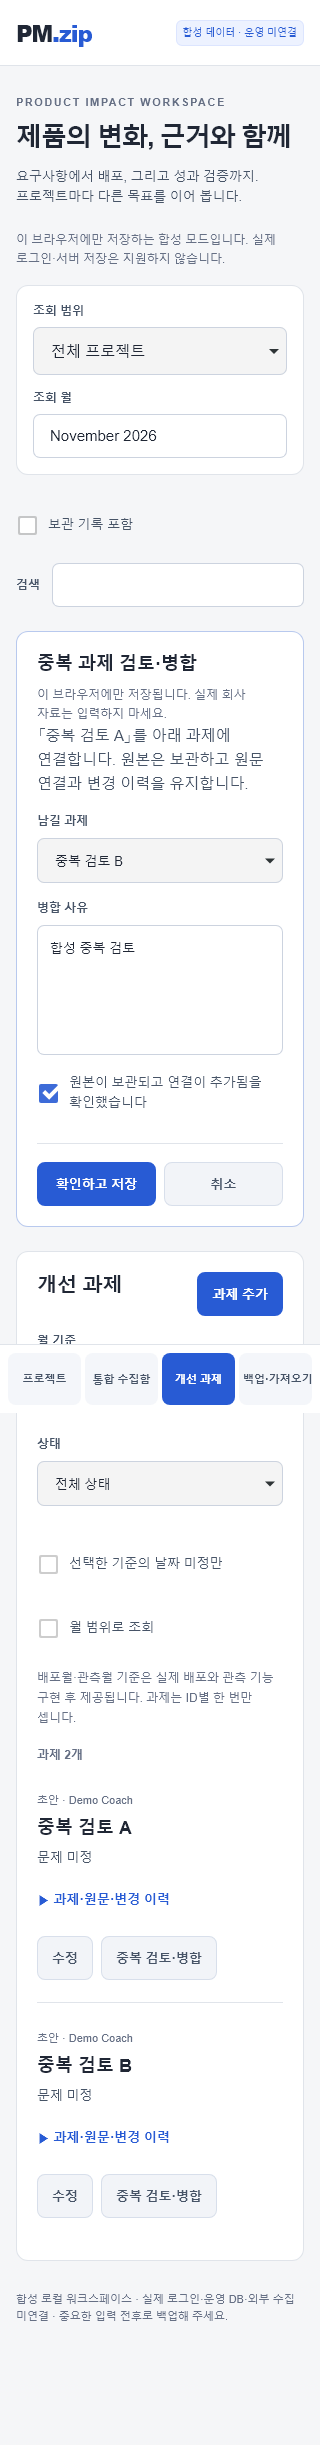 PM.zip
합성 데이터 · 운영 미연결
PRODUCT IMPACT WORKSPACE
제품의 변화, 근거와 함께
요구사항에서 배포, 그리고 성과 검증까지.
프로젝트마다 다른 목표를 이어 봅니다.
이 브라우저에만 저장하는 합성 모드입니다. 실제
로그인·서버 저장은 지원하지 않습니다.
조회 범위
전체 프로젝트
조회 월
November 2026
보관 기록 포함
검색
중복 과제 검토·병합
이 브라우저에만 저장됩니다. 실제 회사
자료는 입력하지 마세요.
「중복 검토 A」를 아래 과제에
연결합니다. 원본은 보관하고 원문
연결과 변경 이력을 유지합니다.
남길 과제
중복 검토 B
병합 사유
합성 중복 검토
원본이 보관되고 연결이 추가됨을
확인했습니다
확인하고 저장
취소
개선 과제
과제 추가
월 기준
프로젝트
통합 수집함
개선 과제
백업·가져오기
상태
전체 상태
선택한 기준의 날짜 미정만
월 범위로 조회
배포월·관측월 기준은 실제 배포와 관측 기능
구현 후 제공됩니다. 과제는 ID별 한 번만
셉니다.
과제 2개
초안 · Demo Coach
중복 검토 A
문제 미정
▶ 과제·원문·변경 이력
수정
중복 검토·병합
초안 · Demo Coach
중복 검토 B
문제 미정
▶ 과제·원문·변경 이력
수정
중복 검토·병합
합성 로컬 워크스페이스 · 실제 로그인·운영 DB·외부 수집
미연결 · 중요한 입력 전후로 백업해 주세요.